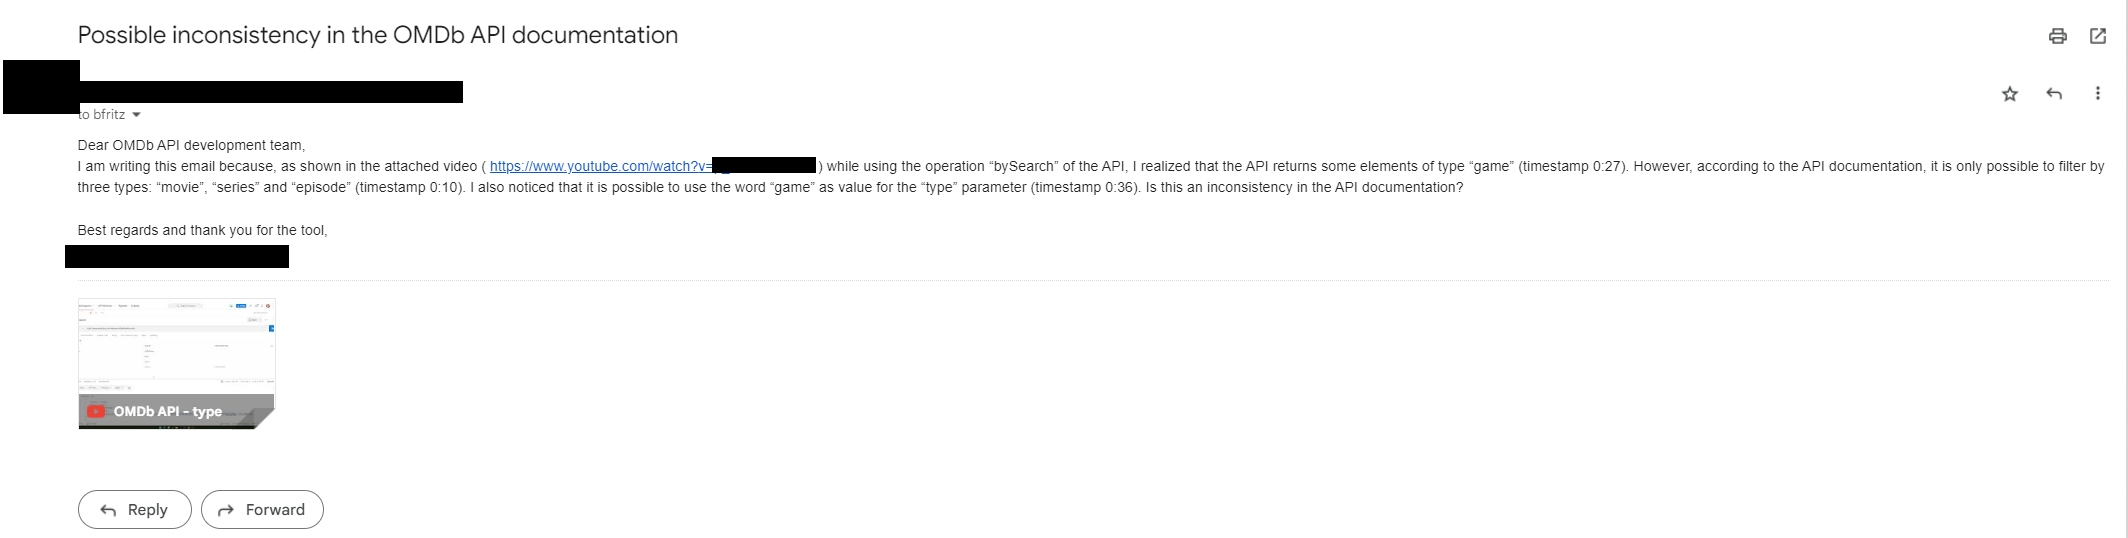 Possible inconsistency in the OMDb API documentation
to bfritz
Dear OMDb API development team,
I am writing this email because, as shown in the attached video ( https://www.youtube.com/watch?v= ) while using the operation “bySearch” of the API, I realized that the API returns some elements of type “game” (timestamp 0:27). However, according to the API documentation, it is only possible to filter by
three types: “movie”, “series” and “episode” (timestamp 0:10). I also noticed that it is possible to use the word “game” as value for the “type” parameter (timestamp 0:36). Is this an inconsistency in the API documentation?
Best regards and thank you for the tool,
OMDb API - type
Reply Forward